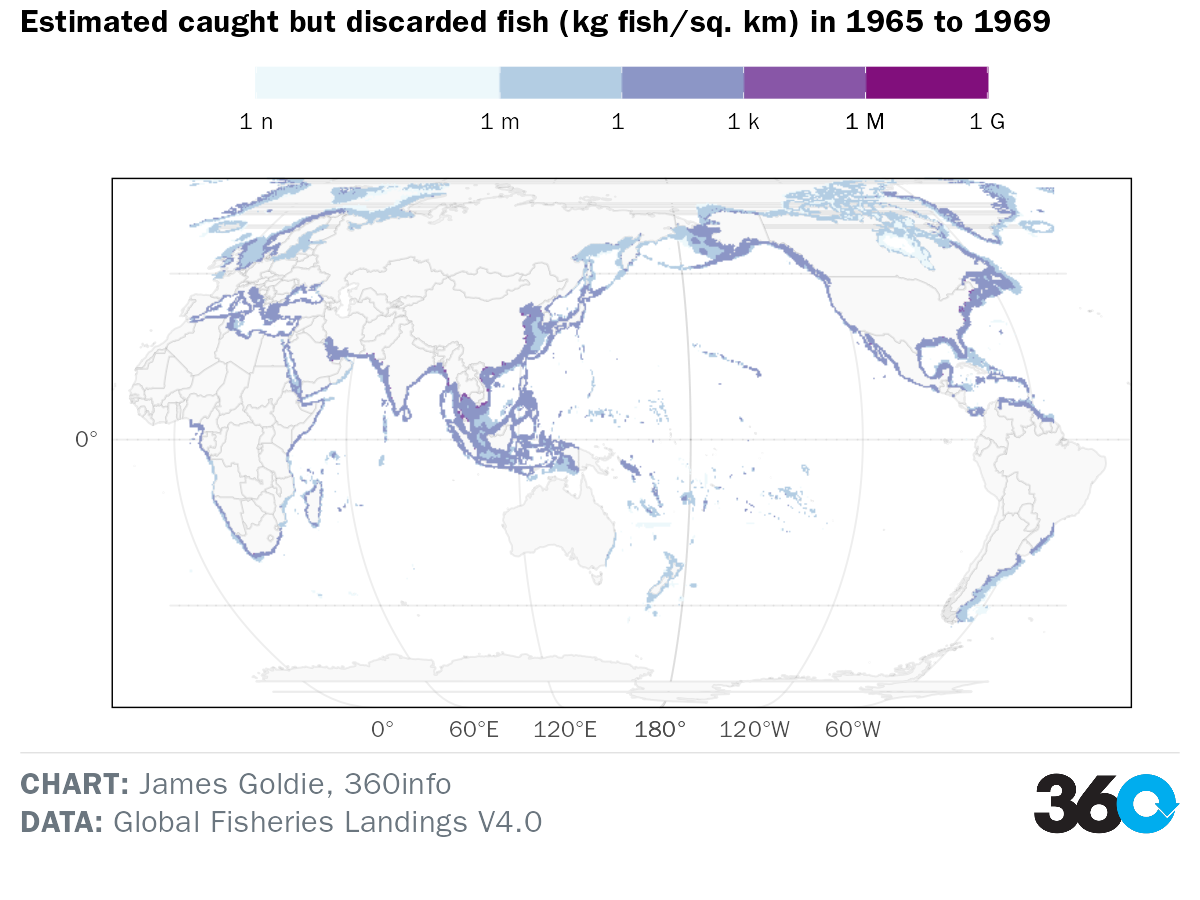 Estimated caught but discarded fish (kg fish/sq. km) in 1965 to 1969
1 n 1 m 1 1 k 1 M 1 G
0°
0° 60°E 120°E 180° 120°W 60°W
CHART: James Goldie, 360info
DATA: Global Fisheries Landings V4.0
360